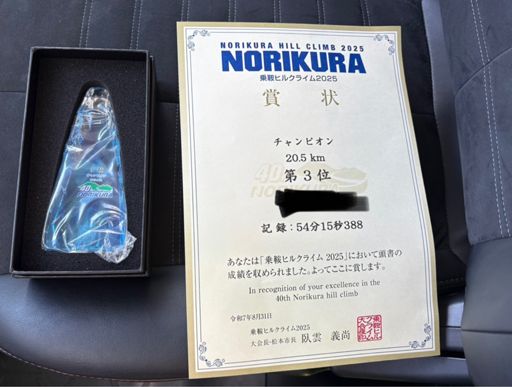 NORIKURA HILL CLIMB 2025
NORIKURA
乗鞍ヒルクライム2025
賞状
チャンピオン
20.5 km
第3位
記録:54分15秒388
あなたは「乗鞍ヒルクライム 2025」において頭書の
成績を収められました。よってここに賞します。
In recognition of your excellence in the
40th Norikura hill climb
令和7年8月31日
乗鞍ヒルクライム2025
大会長・松本市長 臥雲 義尚
40
NORIKURA
40
NORIKURA